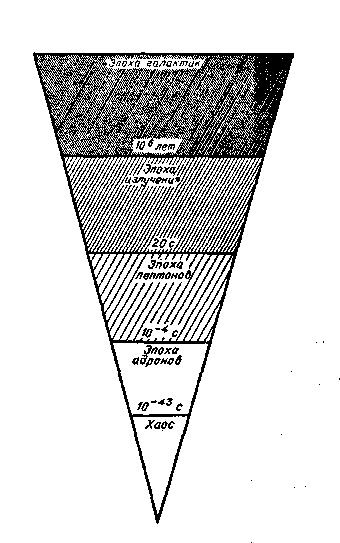 Эпоха галактик
10⁶ лет
Эпоха
излучения
20 с
Эпоха
лептонов
10⁻⁴ с
Эпоха
адронов
10⁻⁴³ с
Хаос